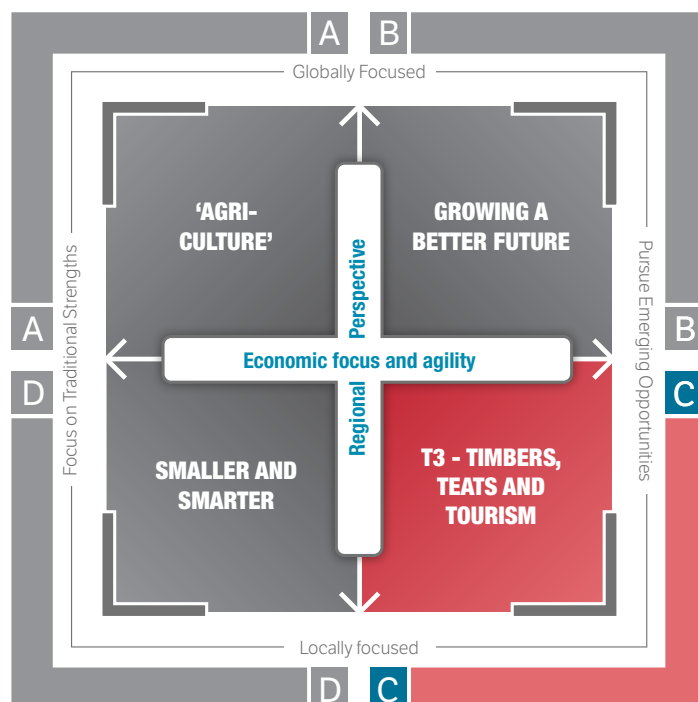 A B
Globally Focused
‘AGRI-
CULTURE’
GROWING A
BETTER FUTURE
Focus on Traditional Strengths
Pursue Emerging Opportunities
Regional Perspective
A
B
Economic focus and agility
D
C
SMALLER AND
SMARTER
T3 - TIMBERS,
TEATS AND
TOURISM
Locally focused
D C